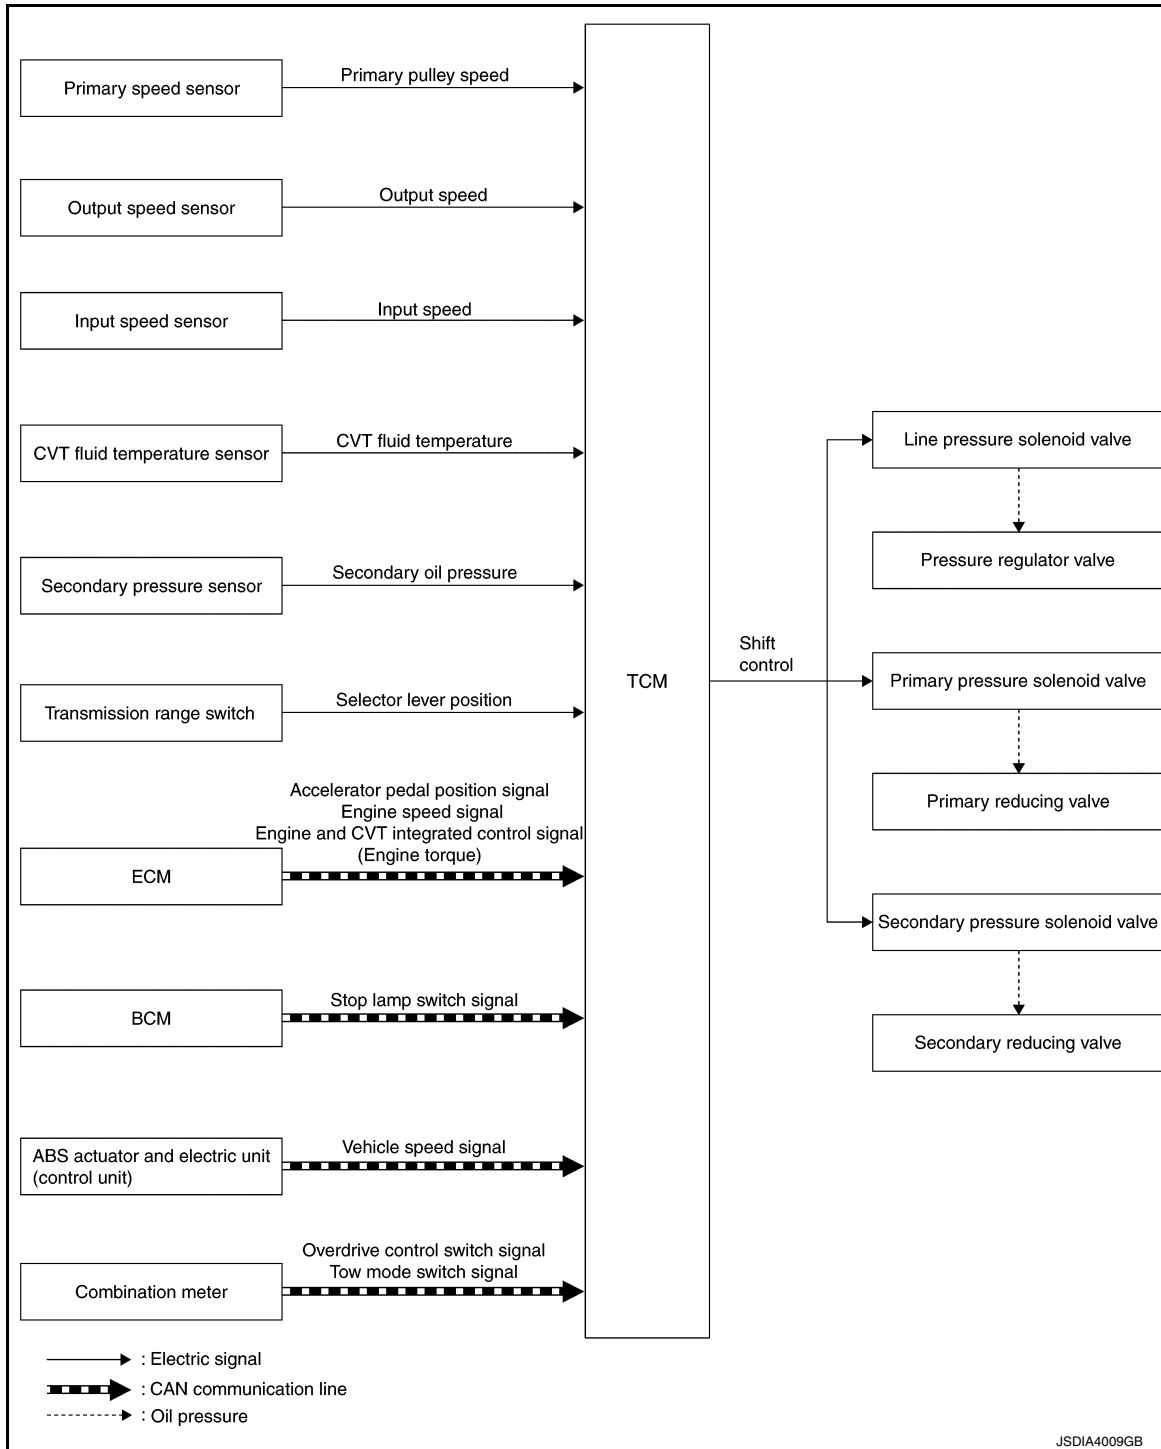 Primary speed sensor
Primary pulley speed
Output speed sensor
Output speed
Input speed sensor
Input speed
CVT fluid temperature sensor
CVT fluid temperature
Secondary pressure sensor
Secondary oil pressure
Transmission range switch
Selector lever position
ECM
Accelerator pedal position signal
Engine speed signal
Engine and CVT integrated control signal
(Engine torque)
BCM
Stop lamp switch signal
ABS actuator and electric unit
(control unit)
Vehicle speed signal
Combination meter
Overdrive control switch signal
Tow mode switch signal
TCM
Shift
control
Line pressure solenoid valve
Pressure regulator valve
Primary pressure solenoid valve
Primary reducing valve
Secondary pressure solenoid valve
Secondary reducing valve
: Electric signal
: CAN communication line
: Oil pressure
JSDIA4009GB